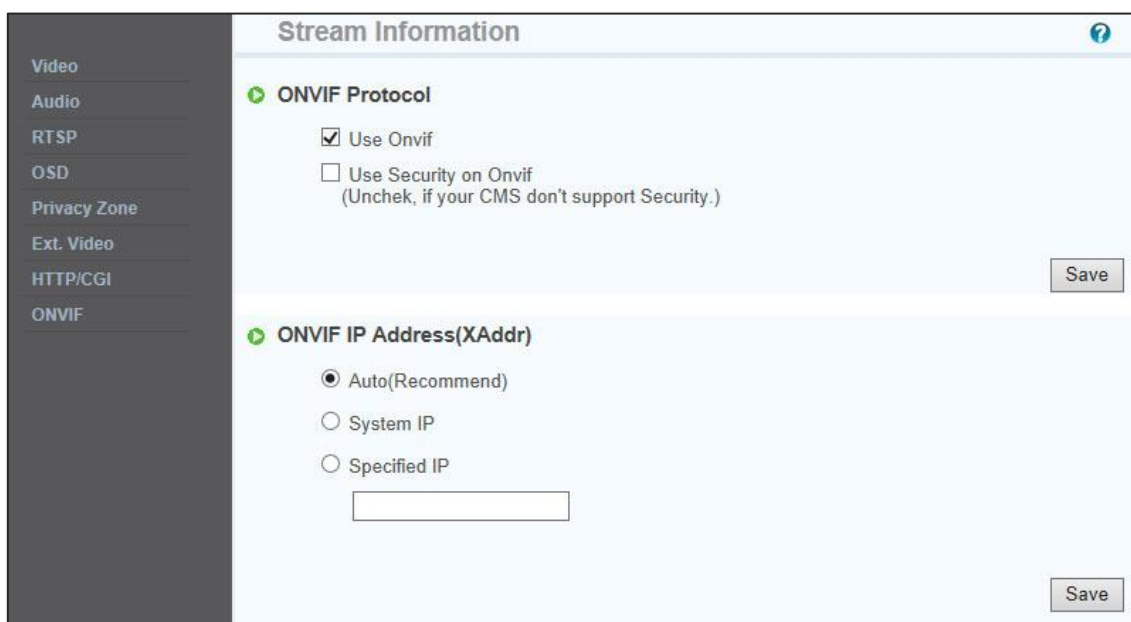 Stream Information
?
Video
Audio
RTSP
OSD
Privacy Zone
Ext. Video
HTTP/CGI
ONVIF
ONVIF Protocol
Use Onvif
Use Security on Onvif
(Unchek, if your CMS don't support Security.)
Save
ONVIF IP Address(XAddr)
Auto(Recommend)
System IP
Specified IP
Save